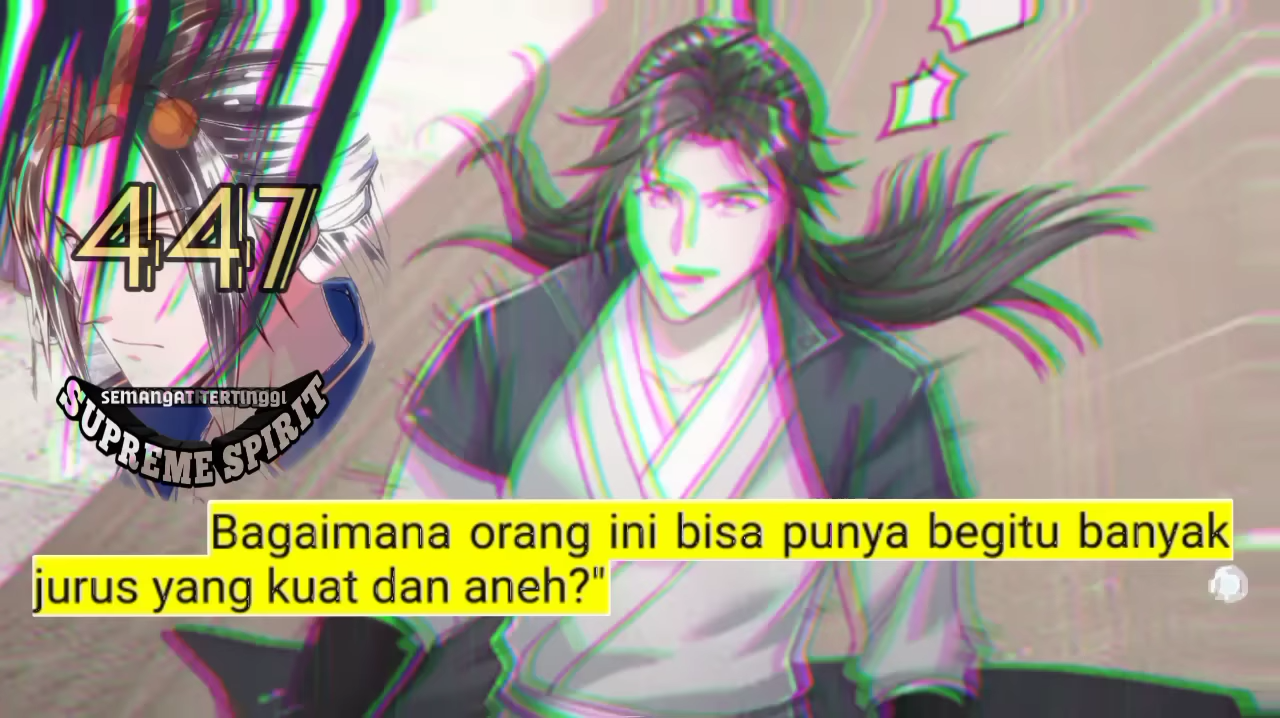 447
SEMANGAT TERTINGGI
SUPREME SPIRIT
Bagaimana orang ini bisa punya begitu banyak
jurus yang kuat dan aneh?"